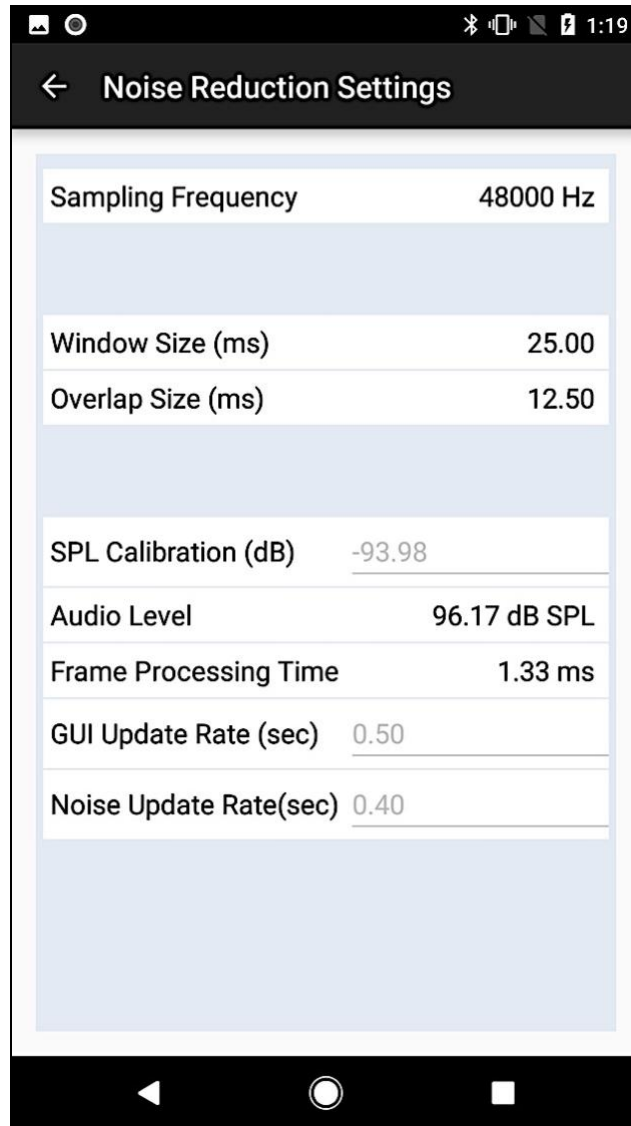 1:19
Noise Reduction Settings
Sampling Frequency 48000 Hz
Window Size (ms) 25.00
Overlap Size (ms) 12.50
SPL Calibration (dB) -93.98
Audio Level 96.17 dB SPL
Frame Processing Time 1.33 ms
GUI Update Rate (sec) 0.50
Noise Update Rate(sec) 0.40